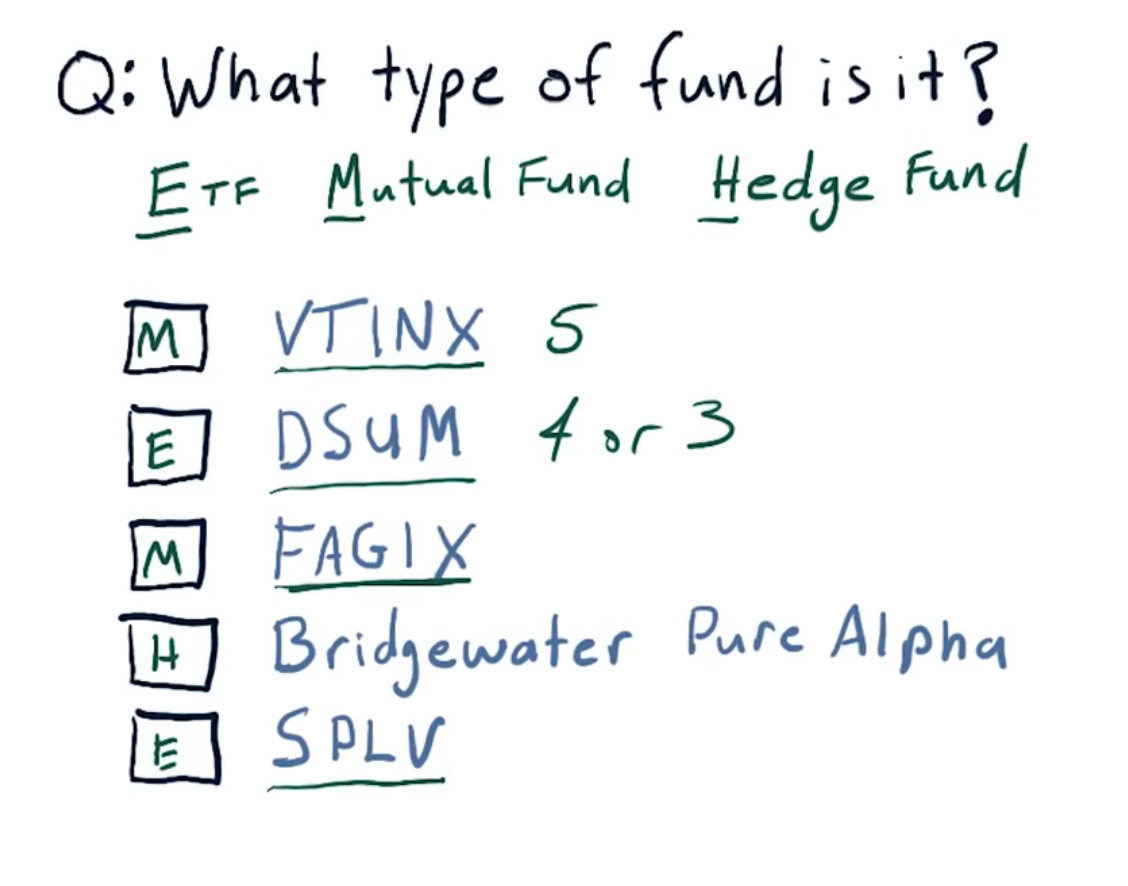 Q: What type of fund is it?
ETF Mutual Fund Hedge Fund
M VTINX 5
E DSUM 4 or 3
M FAGIX
H Bridgewater Pure Alpha
E SPLV